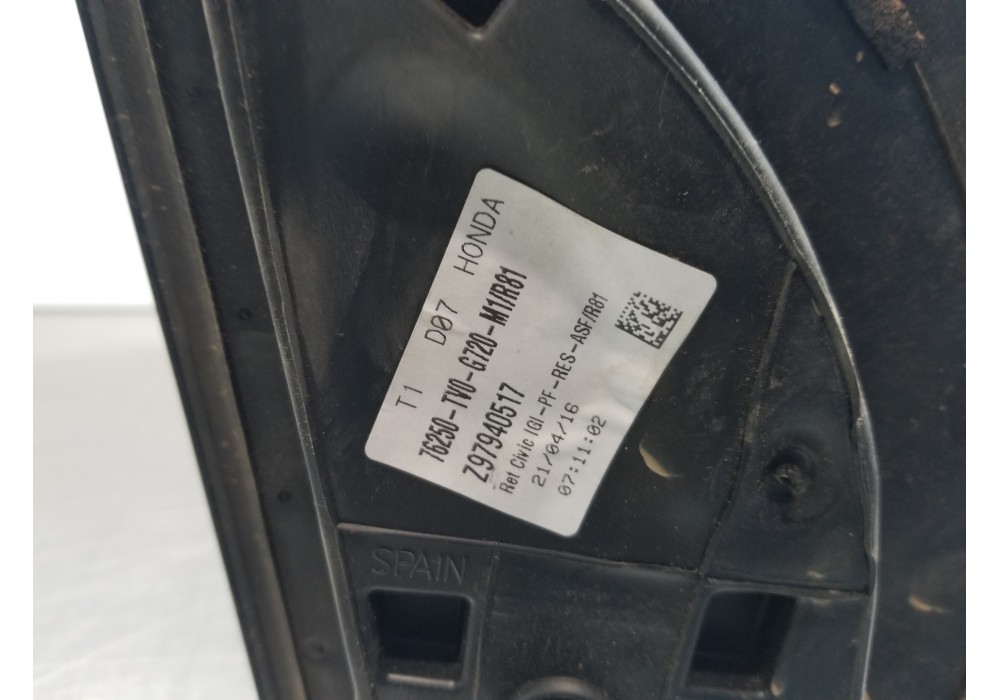 T1 D07 HONDA
76250-TV0-G720-M1/R81
Z97940517
Ret Civic IGI-PF-RES-ASF/R81
21/04/16
07:11:02
SPAIN